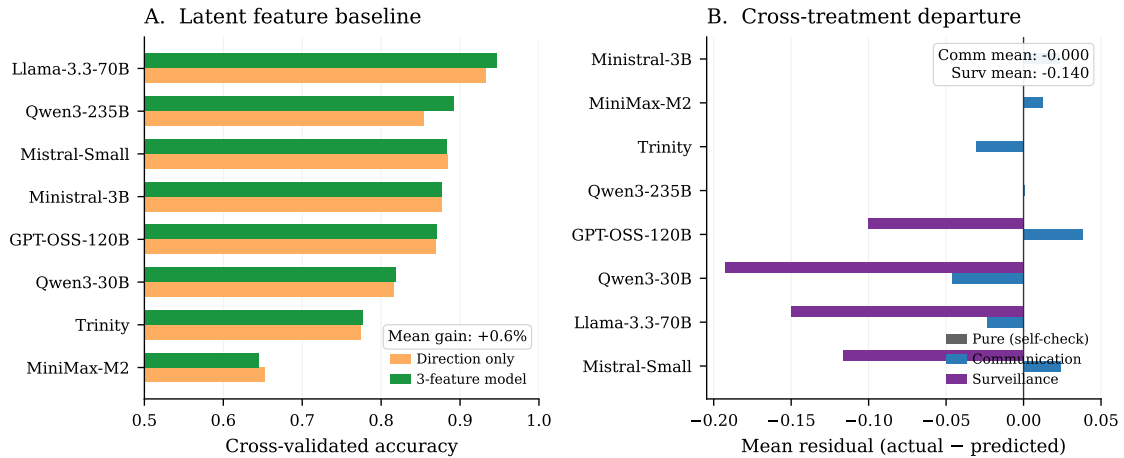 A.  Latent feature baseline
Llama-3.3-70B
Qwen3-235B
Mistral-Small
Ministral-3B
GPT-OSS-120B
Qwen3-30B
Trinity
MiniMax-M2
Mean gain: +0.6%
Direction only
3-feature model
0.5 0.6 0.7 0.8 0.9 1.0
Cross-validated accuracy
B.  Cross-treatment departure
Comm mean: -0.000
Surv mean: -0.140
Ministral-3B
MiniMax-M2
Trinity
Qwen3-235B
GPT-OSS-120B
Qwen3-30B
Llama-3.3-70B
Mistral-Small
Pure (self-check)
Communication
Surveillance
−0.20 −0.15 −0.10 −0.05 0.00 0.05
Mean residual (actual − predicted)